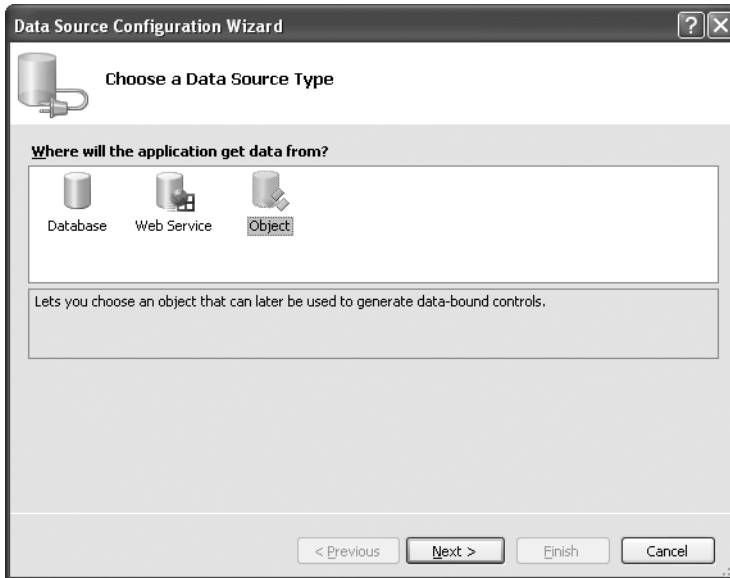 Data Source Configuration Wizard
Choose a Data Source Type
Where will the application get data from?
Database Web Service Object
Lets you choose an object that can later be used to generate data-bound controls.
< Previous Next > Finish Cancel